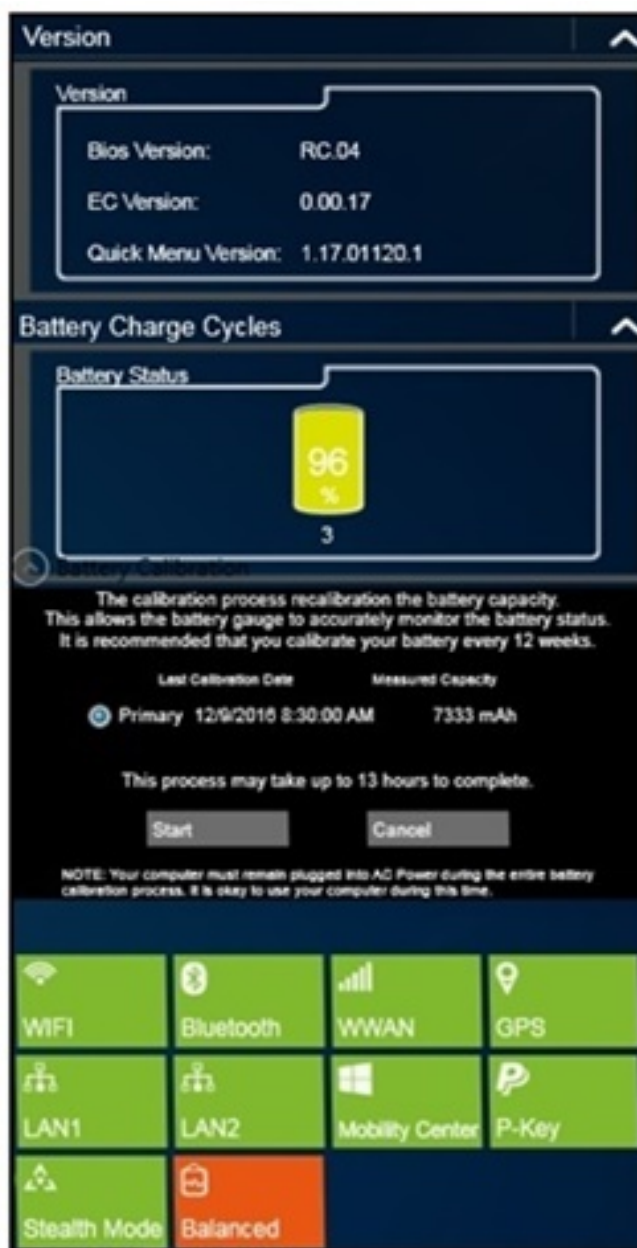 Version
Version
Bios Version: RC.04
EC Version: 0.00.17
Quick Menu Version: 1.17.01120.1
Battery Charge Cycles
Battery Status
96
%
3
Battery Calibration
The calibration process recalibration the battery capacity.
This allows the battery gauge to accurately monitor the battery status.
It is recommended that you calibrate your battery every 12 weeks.
Last Calibration Date Measured Capacity
Primary 12/9/2016 8:30:00 AM 7333 mAh
This process may take up to 13 hours to complete.
Start Cancel
NOTE: Your computer must remain plugged into AC Power during the entire battery
calibration process. It is okay to use your computer during this time.
WIFI Bluetooth WWAN GPS
LAN1 LAN2 Mobility Center P-Key
Stealth Mode Balanced